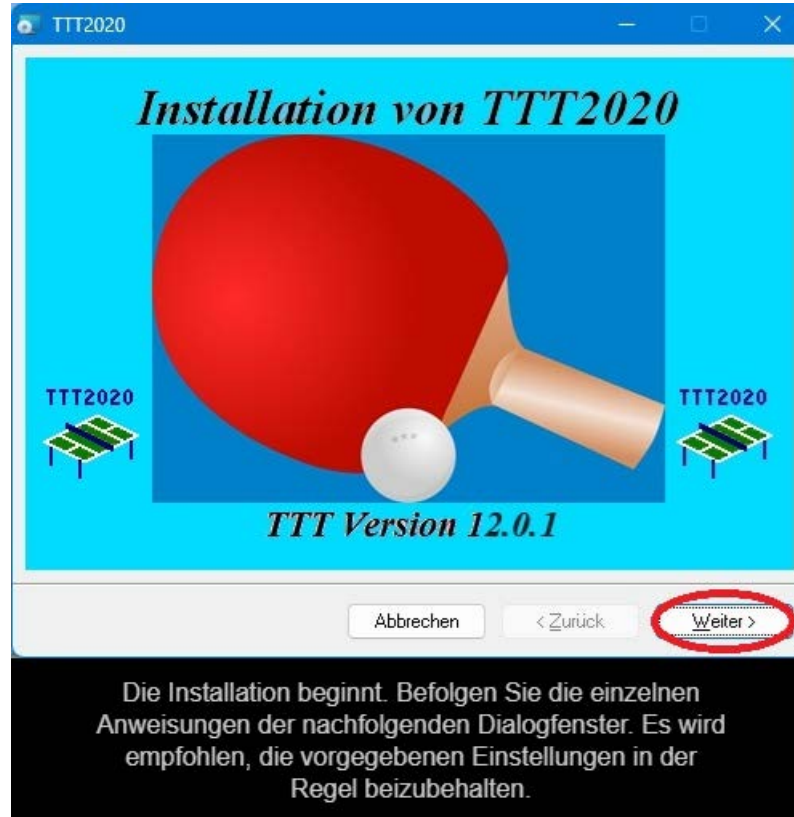 TTT2020
Installation von TTT2020
TTT2020
TTT2020
TTT Version 12.0.1
Abbrechen
< Zurück
Weiter >
Die Installation beginnt. Befolgen Sie die einzelnen
Anweisungen der nachfolgenden Dialogfenster. Es wird
empfohlen, die vorgegebenen Einstellungen in der
Regel beizubehalten.